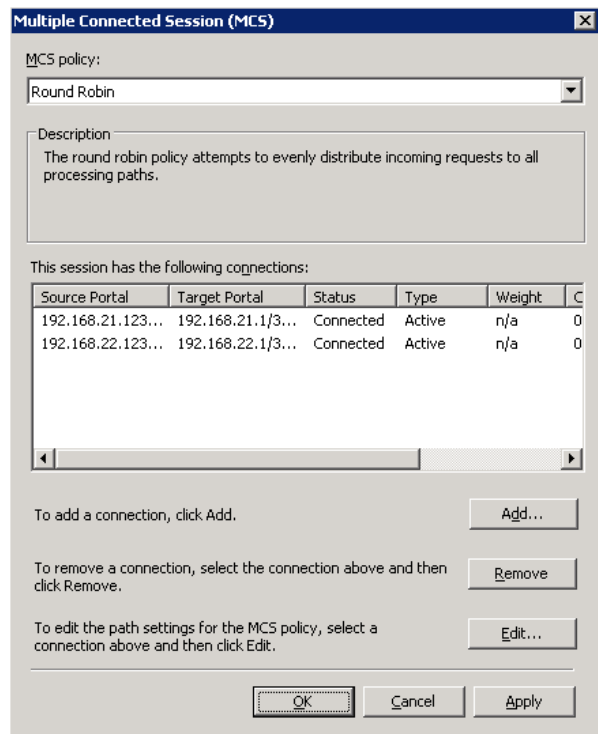 Multiple Connected Session (MCS)
MCS policy:
Round Robin
Description
The round robin policy attempts to evenly distribute incoming requests to all
processing paths.
This session has the following connections:
Source Portal Target Portal Status Type Weight C
192.168.21.123... 192.168.21.1/3... Connected Active n/a 0
192.168.22.123... 192.168.22.1/3... Connected Active n/a 0
To add a connection, click Add.
Add...
To remove a connection, select the connection above and then
click Remove.
Remove
To edit the path settings for the MCS policy, select a
connection above and then click Edit.
Edit...
OK Cancel Apply